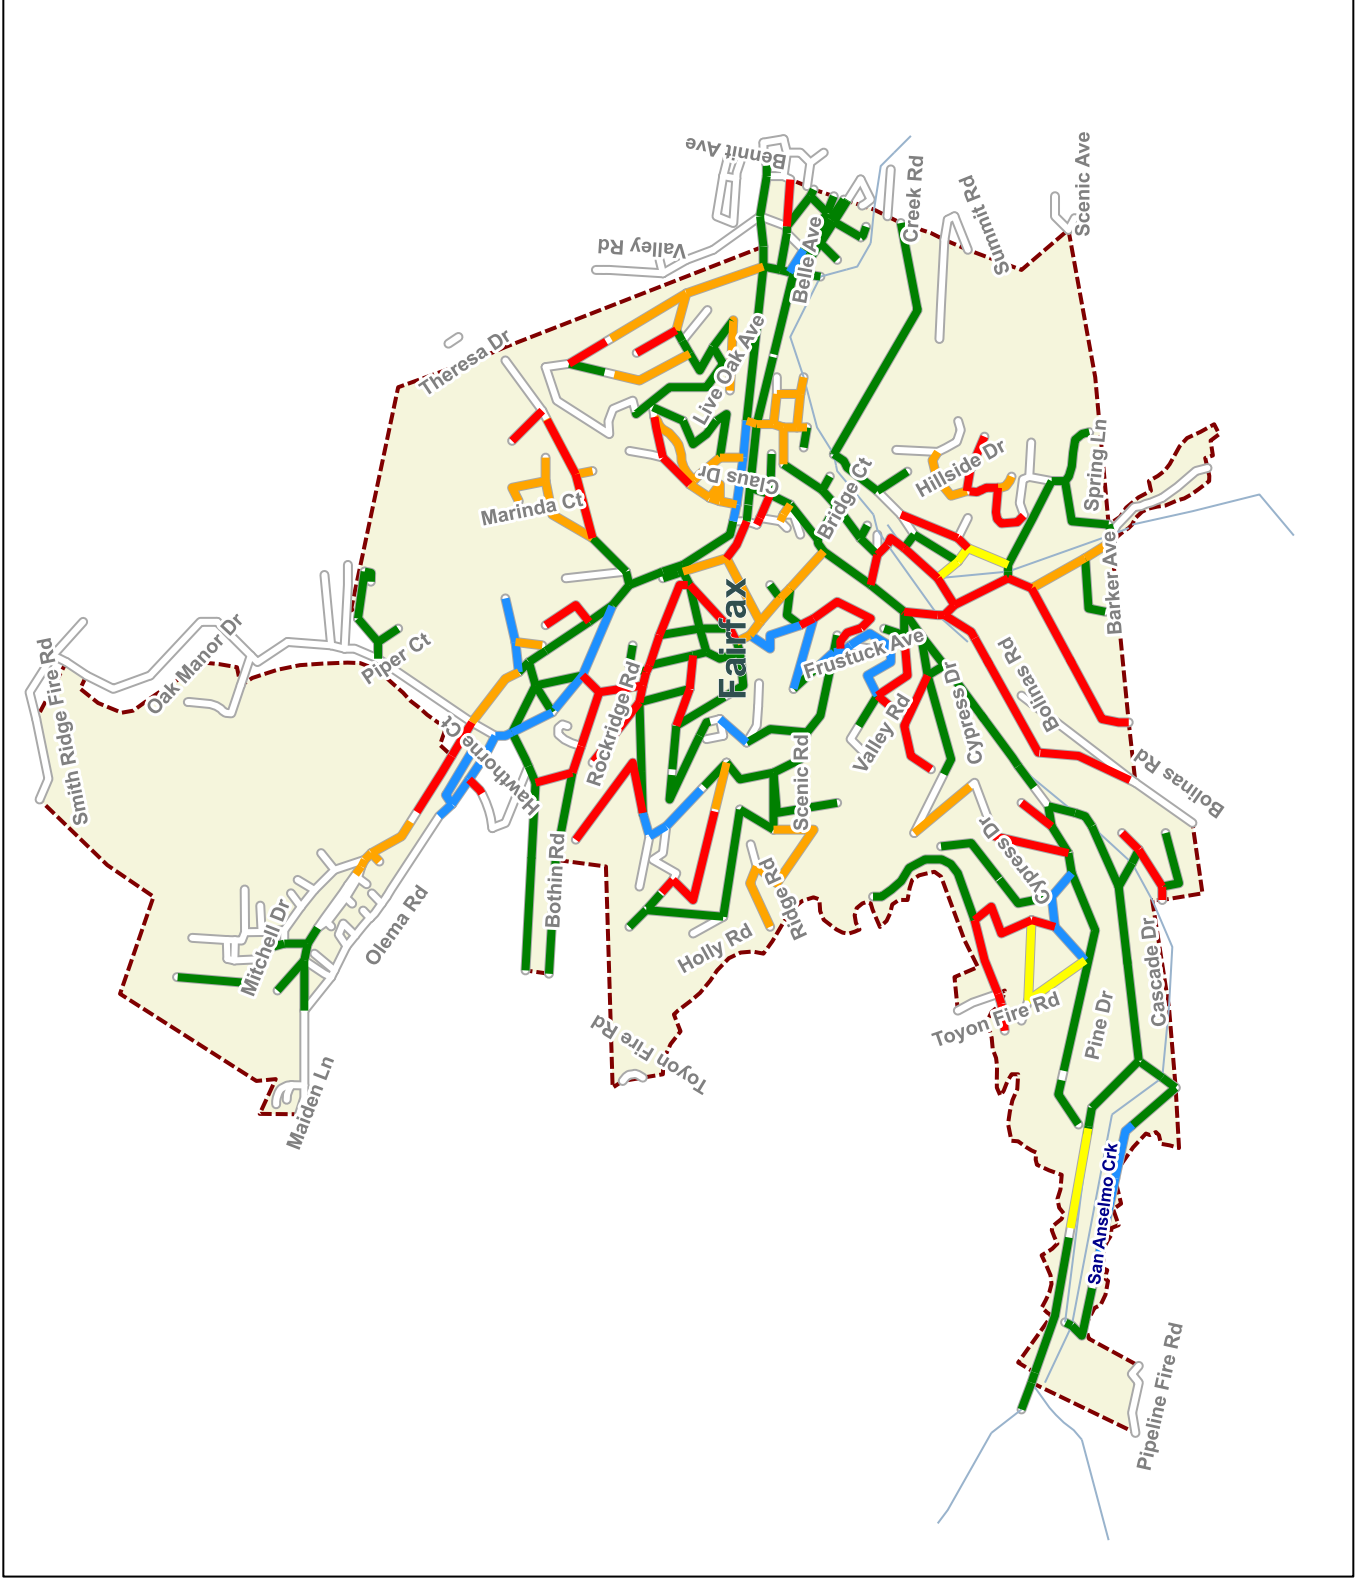 Bennit Ave
Scenic Ave
Creek Rd
Summit Rd
Valley Rd
Belle Ave
Theresa Dr
Live Oak Ave
Claus Dr
Marinda Ct
Bridge Ct
Hillside Dr
Spring Ln
Barker Ave
Fairfax
Oak Manor Dr
Piper Ct
Smith Ridge Fire Rd
Frustuck Ave
Bolinas Rd
Cypress Dr
Valley Rd
Rockridge Rd
Hawthorne Ct
Scenic Rd
Bolinas Rd
Bothin Rd
Cypress Dr
Ridge Rd
Holly Rd
Mitchell Dr
Olema Rd
Cascade Dr
Toyon Fire Rd
Pine Dr
Toyon Fire Rd
Maiden Ln
San Anselmo Crk
Pipeline Fire Rd